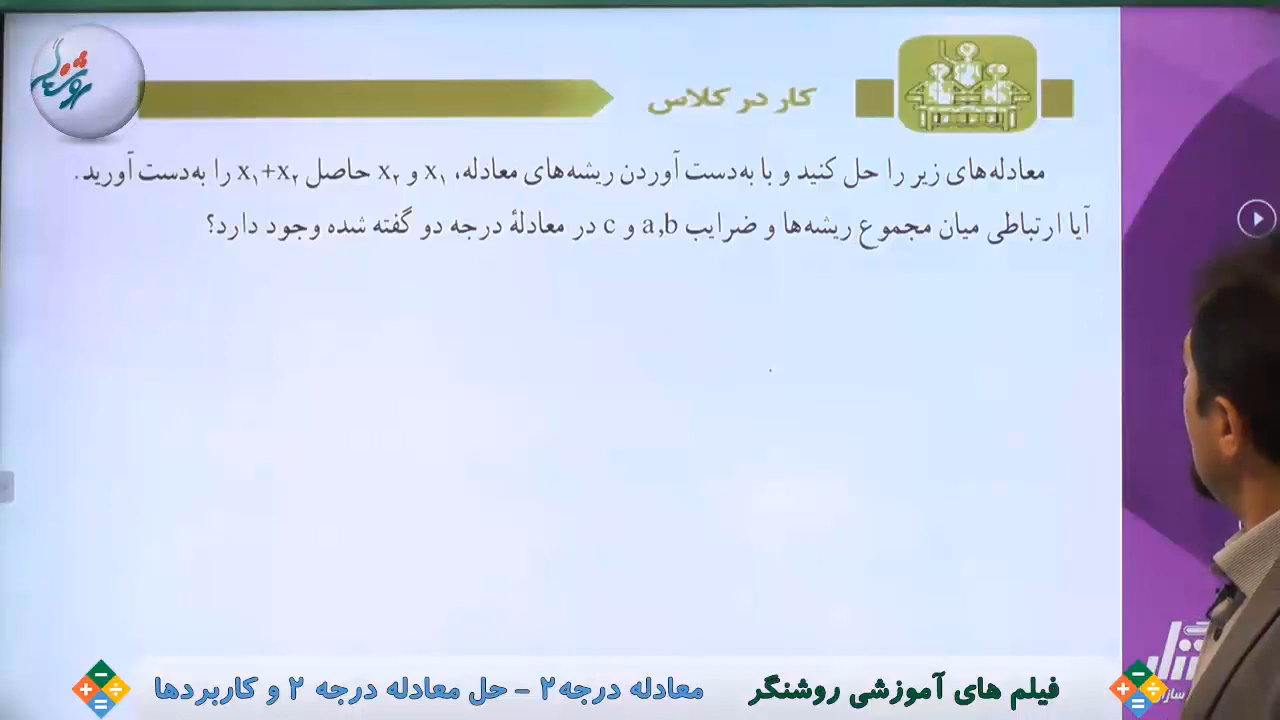 روشنگر
کار در کلاس
معادله‌های زیر را حل کنید و با به‌دست آوردن ریشه‌های معادله، x۱ و x۲ حاصل x۱+x۲ را به‌دست آورید.
آیا ارتباطی میان مجموع ریشه‌ها و ضرایب a,b و c در معادلهٔ درجه دو گفته شده وجود دارد؟
فیلم های آموزشی روشنگر
معادله درجه۲ - حل معادله درجه ۲ و کاربردها